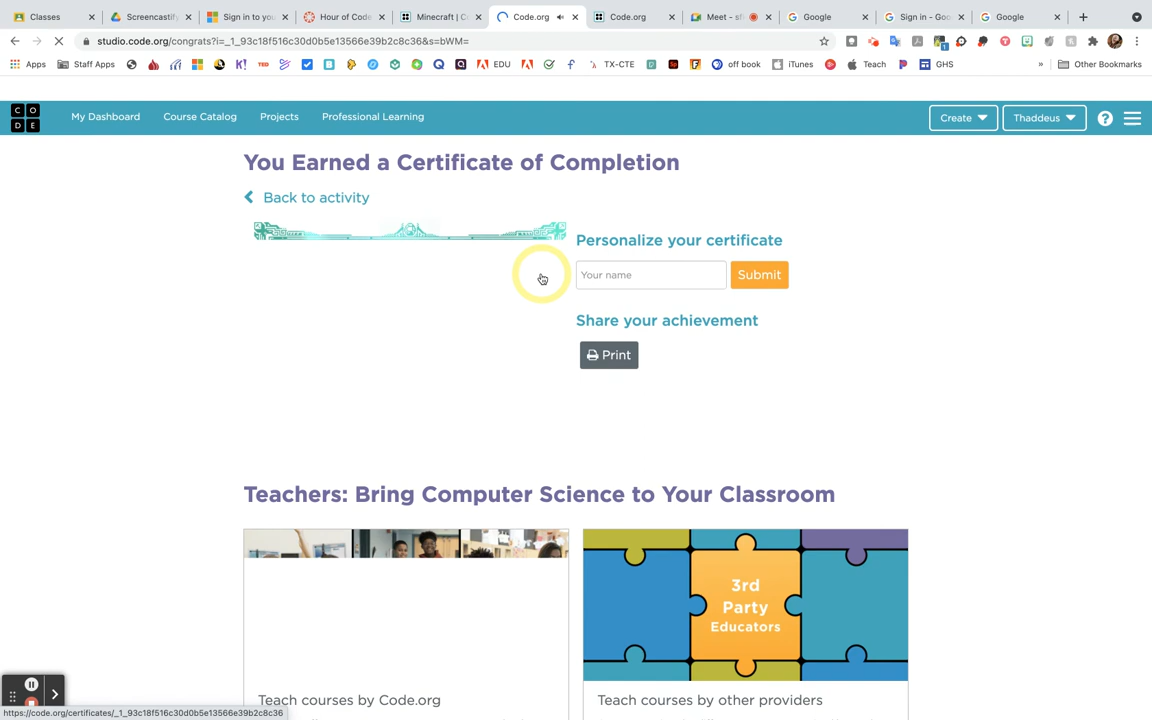 Classes
Screencastify
Sign in to you
Hour of Code
Minecraft | C
Code.org
Code.org
Meet - sf
Google
Sign in - Goo
Google
studio.code.org/congrats?i=_1_93c18f516c30d0b5e13566e39b2c8c36&s=bWM=
Apps
Staff Apps
K!
TED
EDU
TX-CTE
off book
iTunes
Teach
GHS
»
Other Bookmarks
C O
D E
My Dashboard
Course Catalog
Projects
Professional Learning
Create
Thaddeus
?
You Earned a Certificate of Completion
Back to activity
Personalize your certificate
Your name
Submit
Share your achievement
Print
Teachers: Bring Computer Science to Your Classroom
3rd
Party
Educators
Teach courses by Code.org
Teach courses by other providers
https://code.org/certificates/_1_93c18f516c30d0b5e13566e39b2c8c36